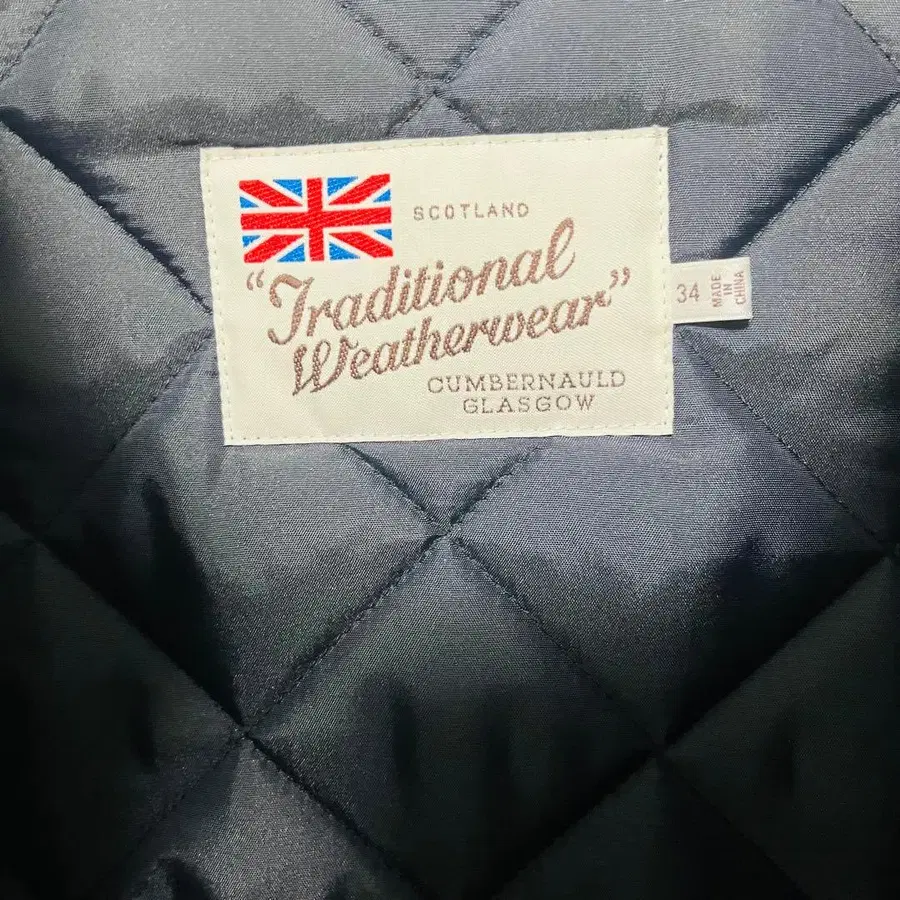 SCOTLAND
"Traditional
Weatherwear"
CUMBERNAULD
GLASGOW
34
MADE
IN
CHINA